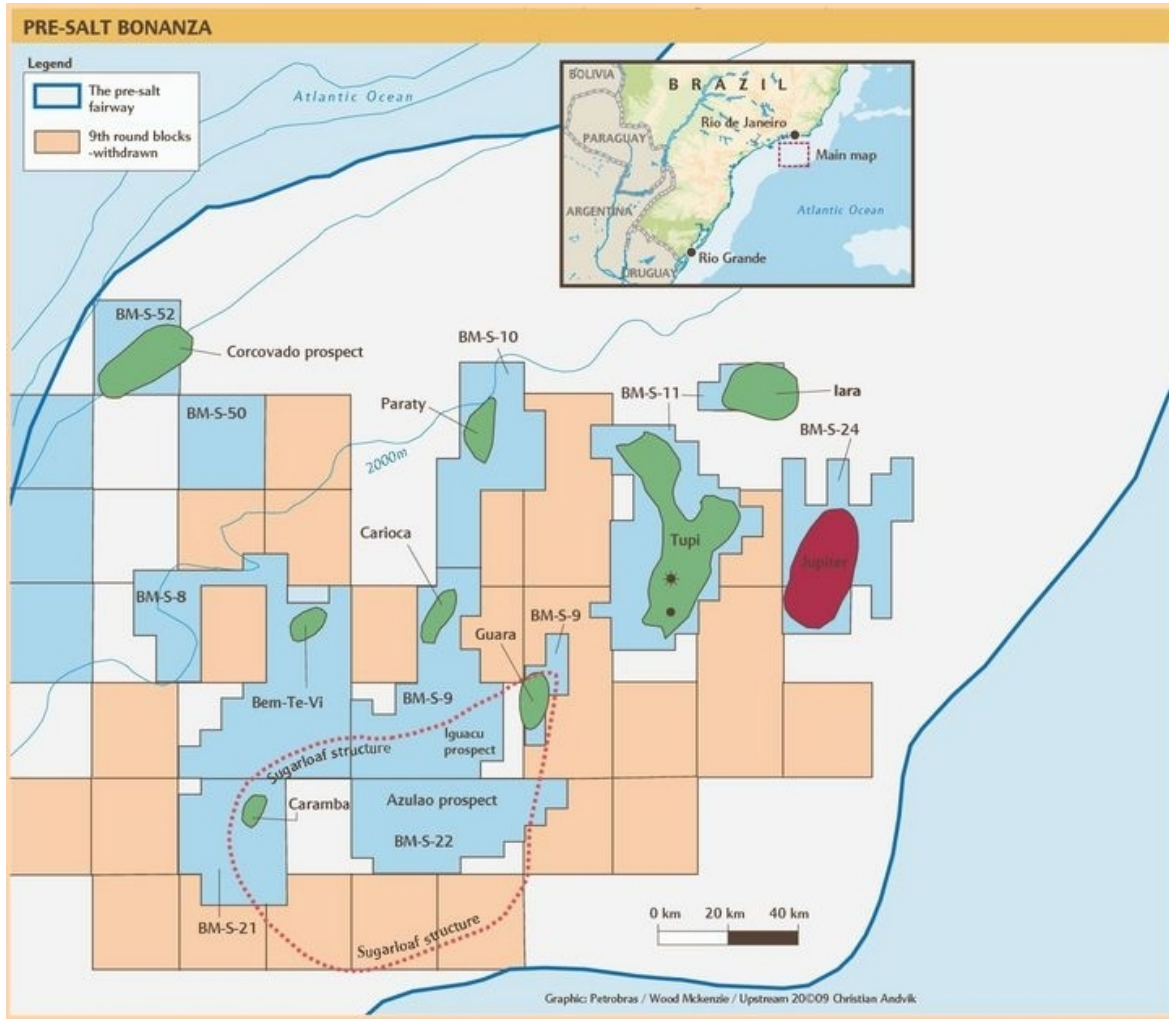 PRE-SALT BONANZA
Legend
The pre-salt
fairway
9th round blocks
-withdrawn
Atlantic Ocean
BOLIVIA
BRAZIL
PARAGUAY
Rio de Janeiro
Main map
ARGENTINA
Atlantic Ocean
Rio Grande
URUGUAY
BM-S-52
Corcovado prospect
BM-S-10
BM-S-11
Iara
Paraty
BM-S-50
BM-S-24
2000m
Carioca
Tupi
Jupiter
BM-S-8
BM-S-9
Guara
Bem-Te-Vi
BM-S-9
Iguacu
prospect
Sugarloaf structure
Caramba
Azulao prospect
BM-S-22
BM-S-21
Sugarloaf structure
0 km 20 km 40 km
Graphic: Petrobras / Wood Mckenzie / Upstream 20©09 Christian Andvik